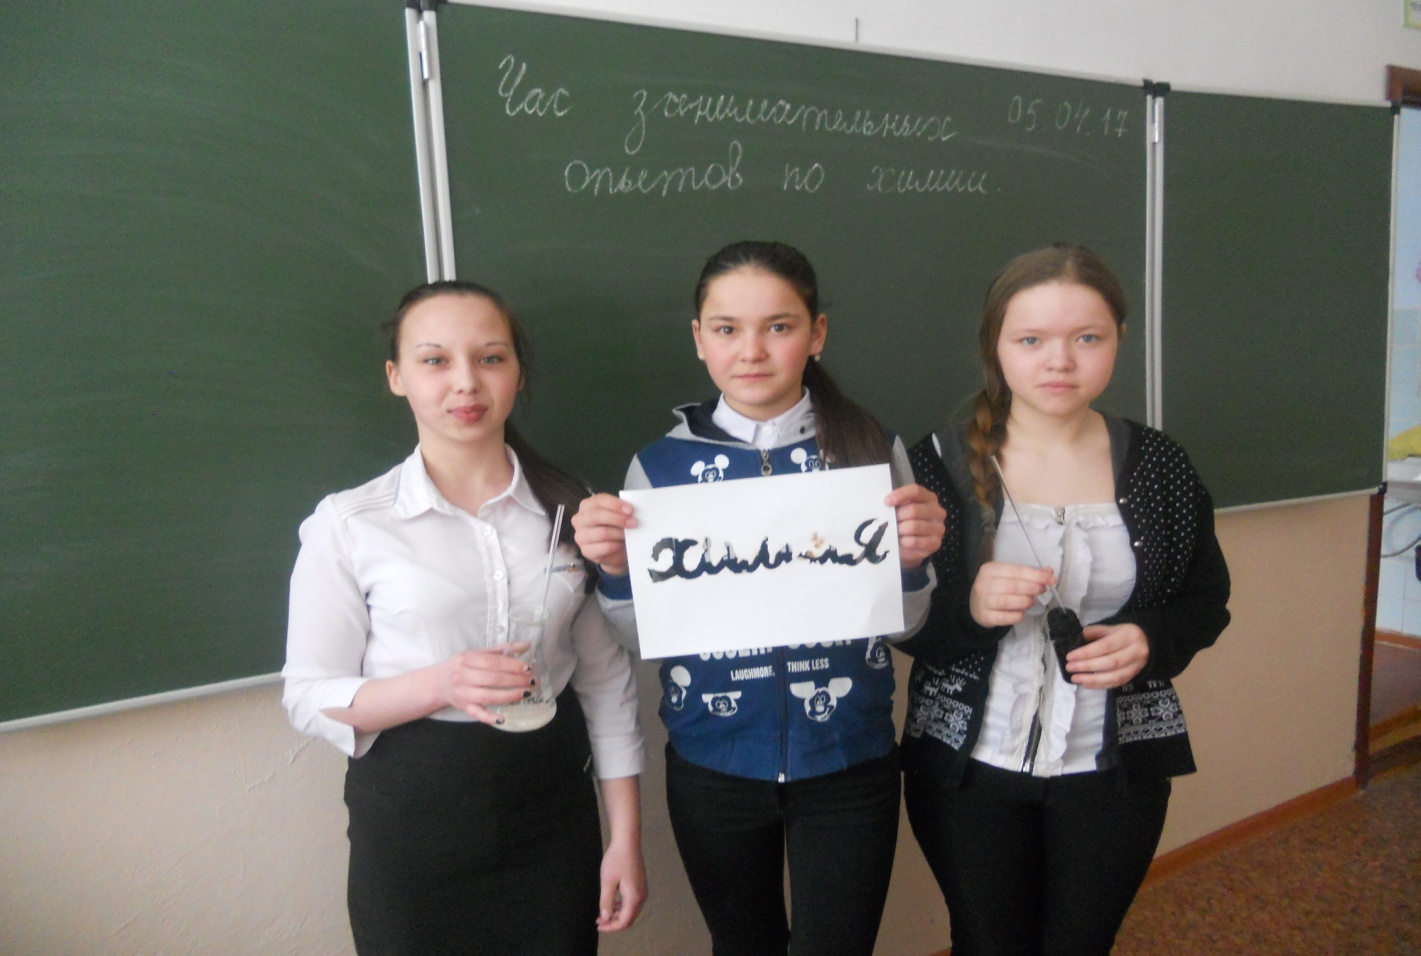 Час занимательных 05.04.17
опытов по химии.
химия
LAUGHMORE. THINK LESS